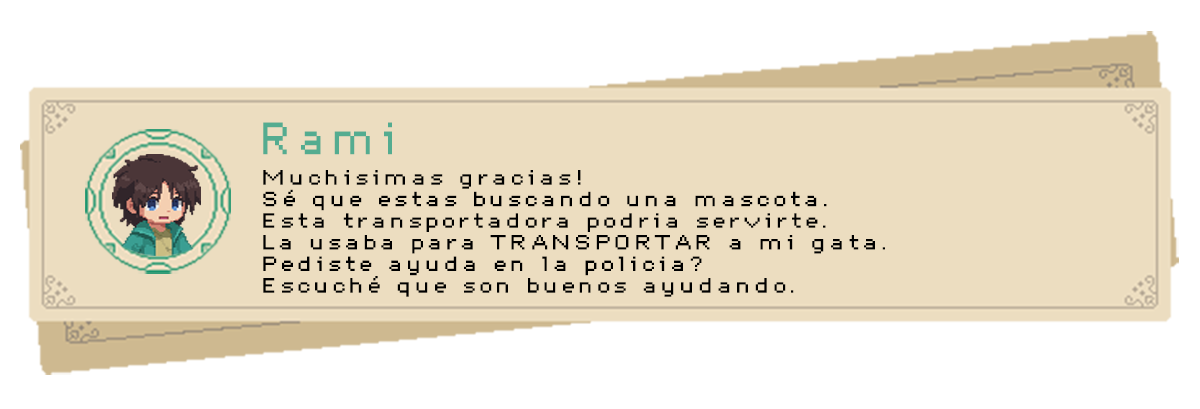 Rami
Muchisimas gracias!
Sé que estas buscando una mascota.
Esta transportadora podria servirte.
La usaba para TRANSPORTAR a mi gata.
Pediste ayuda en la policia?
Escuché que son buenos ayudando.